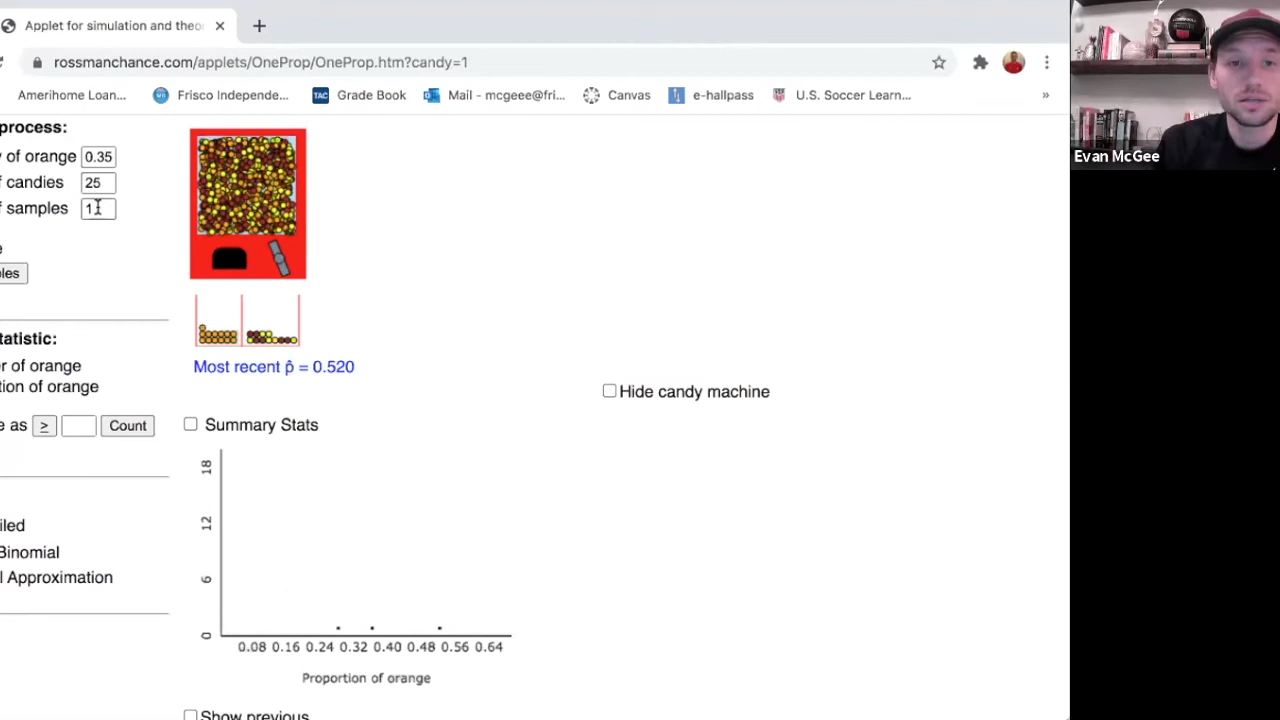 Applet for simulation and theo
rossmanchance.com/applets/OneProp/OneProp.htm?candy=1
Amerihome Loan... Frisco Independe... TAC Grade Book Mail - mcgeee@fri... Canvas e-hallpass U.S. Soccer Learn... »
process:
y of orange 0.35
f candies 25
f samples 1
e
les
Most recent p̂ = 0.520
tatistic:
er of orange
tion of orange
Hide candy machine
e as ≥ Count
Summary Stats
18
12
6
0
0.08 0.16 0.24 0.32 0.40 0.48 0.56 0.64
Proportion of orange
iled
Binomial
l Approximation
Show previous
Evan McGee